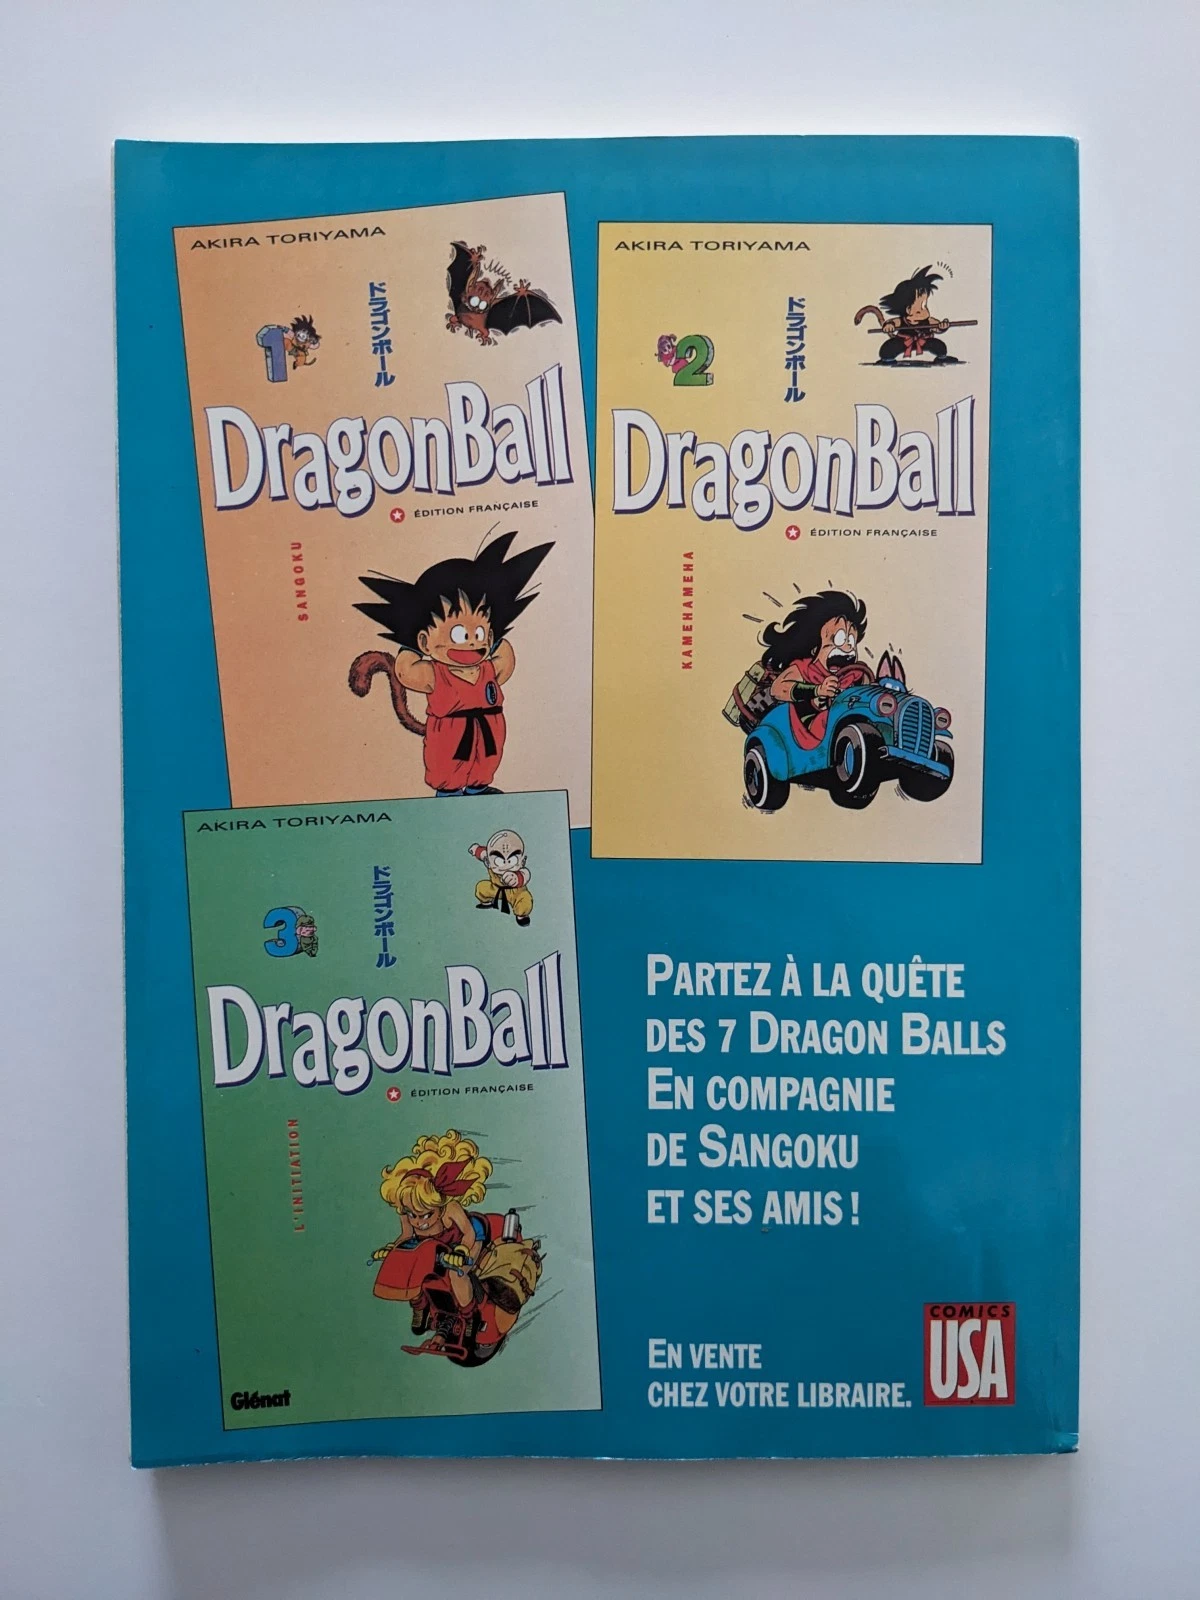 AKIRA TORIYAMA
1
ドラゴンボール
DragonBall
ÉDITION FRANÇAISE
SANGOKU
AKIRA TORIYAMA
2
ドラゴンボール
DragonBall
ÉDITION FRANÇAISE
KAMEHAMEHA
AKIRA TORIYAMA
3
ドラゴンボール
DragonBall
ÉDITION FRANÇAISE
L'INITIATION
Glénat
PARTEZ À LA QUÊTE
DES 7 DRAGON BALLS
EN COMPAGNIE
DE SANGOKU
ET SES AMIS !
EN VENTE
CHEZ VOTRE LIBRAIRE.
COMICS
USA